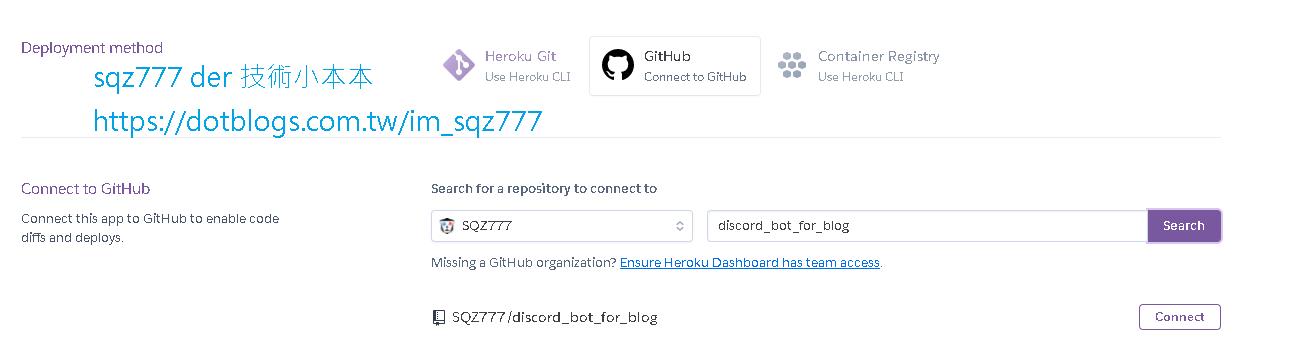 Deployment method
sqz777 der 技術小本本
https://dotblogs.com.tw/im_sqz777
Heroku Git
Use Heroku CLI
GitHub
Connect to GitHub
Container Registry
Use Heroku CLI
Connect to GitHub
Connect this app to GitHub to enable code
diffs and deploys.
Search for a repository to connect to
SQZ777
discord_bot_for_blog
Search
Missing a GitHub organization? Ensure Heroku Dashboard has team access.
SQZ777/discord_bot_for_blog
Connect